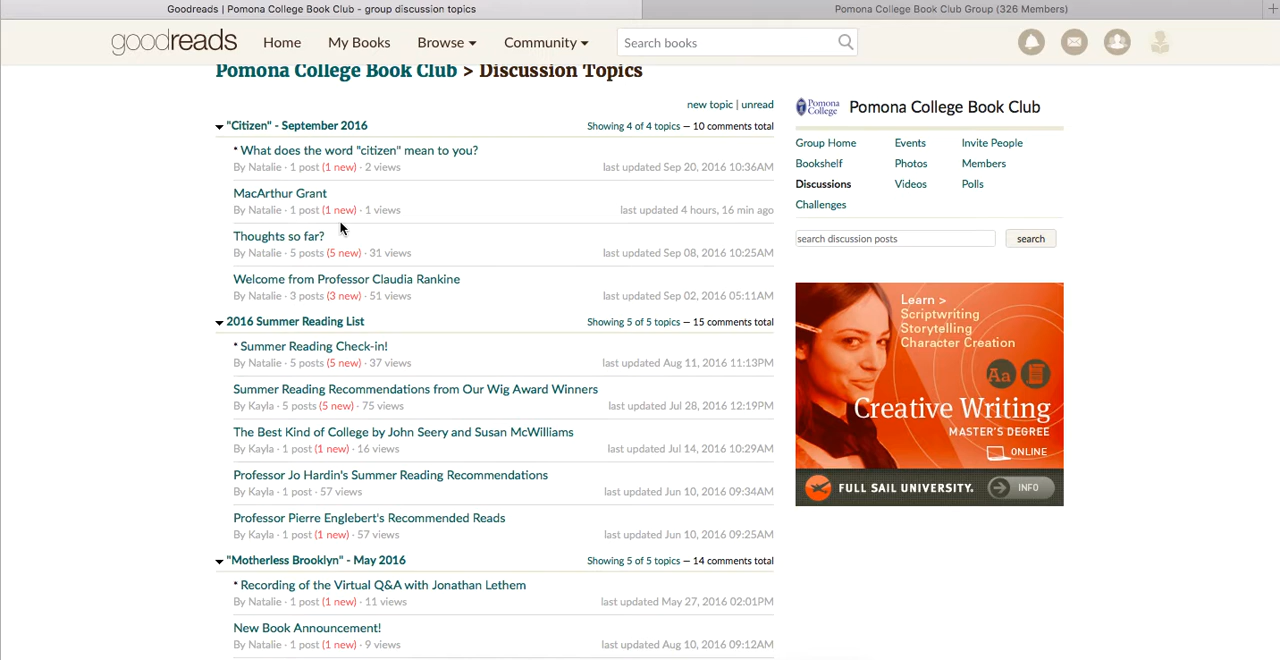 Goodreads | Pomona College Book Club - group discussion topics
Pomona College Book Club Group (326 Members)
goodreads Home My Books Browse Community Search books
Pomona College Book Club > Discussion Topics
new topic | unread
"Citizen" - September 2016 Showing 4 of 4 topics — 10 comments total
* What does the word "citizen" mean to you?
By Natalie · 1 post (1 new) · 2 views last updated Sep 20, 2016 10:36AM
MacArthur Grant
By Natalie · 1 post (1 new) · 1 views last updated 4 hours, 16 min ago
Thoughts so far?
By Natalie · 5 posts (5 new) · 31 views last updated Sep 08, 2016 10:25AM
Welcome from Professor Claudia Rankine
By Natalie · 3 posts (3 new) · 51 views last updated Sep 02, 2016 05:11AM
2016 Summer Reading List Showing 5 of 5 topics — 15 comments total
* Summer Reading Check-in!
By Natalie · 5 posts (5 new) · 37 views last updated Aug 11, 2016 11:13PM
Summer Reading Recommendations from Our Wig Award Winners
By Kayla · 5 posts (5 new) · 75 views last updated Jul 28, 2016 12:19PM
The Best Kind of College by John Seery and Susan McWilliams
By Kayla · 1 post (1 new) · 16 views last updated Jul 14, 2016 10:29AM
Professor Jo Hardin's Summer Reading Recommendations
By Kayla · 1 post · 57 views last updated Jun 10, 2016 09:34AM
Professor Pierre Englebert's Recommended Reads
By Kayla · 1 post (1 new) · 57 views last updated Jun 10, 2016 09:25AM
"Motherless Brooklyn" - May 2016 Showing 5 of 5 topics — 14 comments total
* Recording of the Virtual Q&A with Jonathan Lethem
By Natalie · 1 post (1 new) · 11 views last updated May 27, 2016 02:01PM
New Book Announcement!
By Natalie · 1 post (1 new) · 9 views last updated Aug 10, 2016 09:12AM
Pomona College Pomona College Book Club
Group Home Events Invite People
Bookshelf Photos Members
Discussions Videos Polls
Challenges
search discussion posts search
Learn >
Scriptwriting
Storytelling
Character Creation
Aa
Creative Writing
MASTER'S DEGREE
ONLINE
FULL SAIL UNIVERSITY. INFO